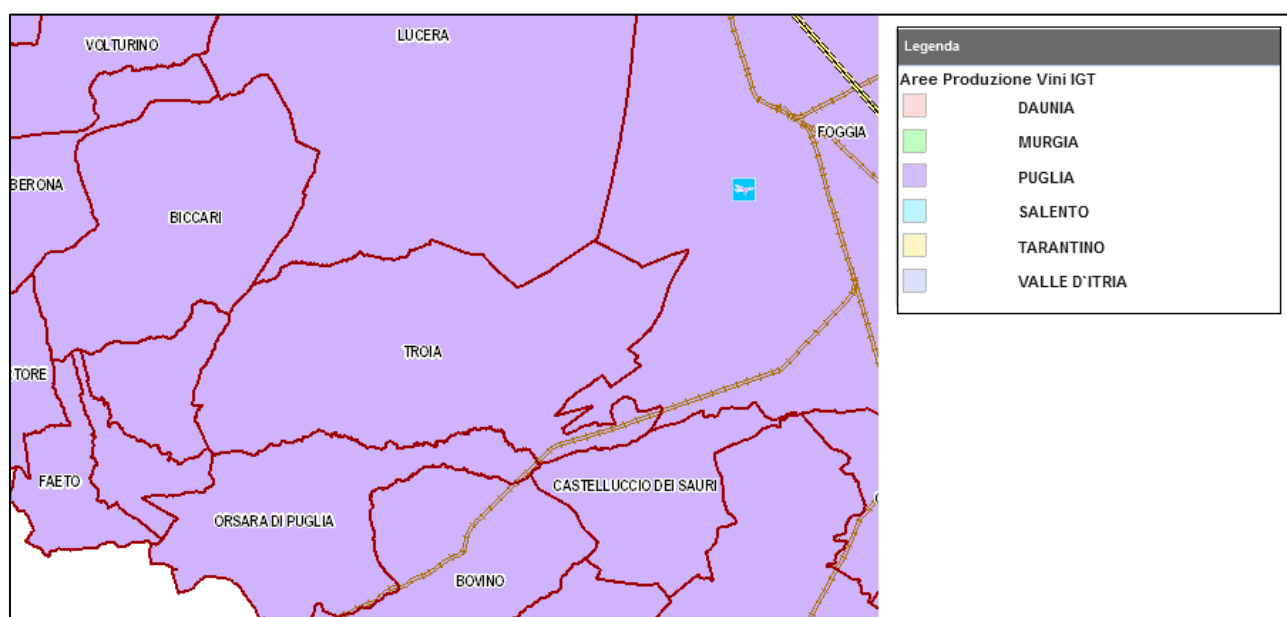 VOLTURINO
LUCERA
FOGGIA
BERONA
BICCARI
TROIA
TORE
FAETO
CASTELLUCCIO DEI SAURI
ORSARA DI PUGLIA
BOVINO
Legenda
Aree Produzione Vini IGT
DAUNIA
MURGIA
PUGLIA
SALENTO
TARANTINO
VALLE D`ITRIA